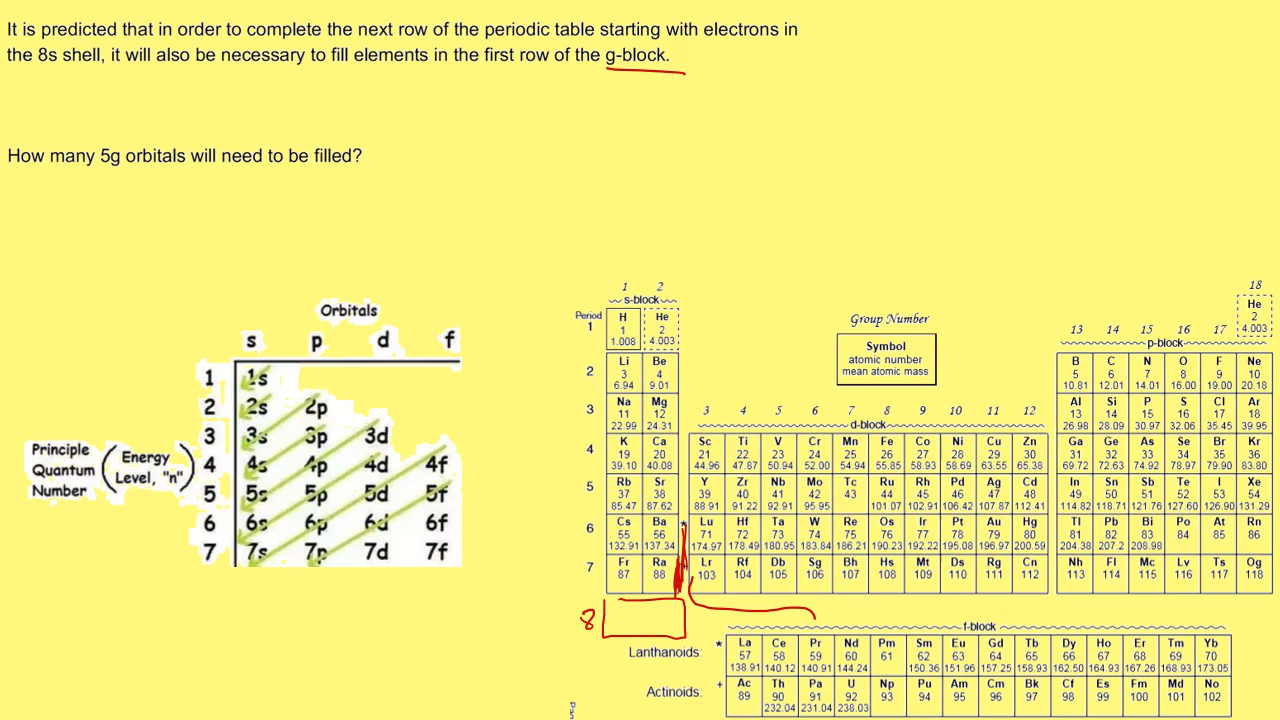 It is predicted that in order to complete the next row of the periodic table starting with electrons in
the 8s shell, it will also be necessary to fill elements in the first row of the g-block.
How many 5g orbitals will need to be filled?
Orbitals
s p d f
1 1s
2 2s 2p
3 3s 3p 3d
4 4s 4p 4d 4f
5 5s 5p 5d 5f
6 6s 6p 6d 6f
7 7s 7p 7d 7f
Principle
Quantum
Number
(Energy
Level, "n")
1 2 18
s-block
Period
1 H He He
1 2 2
1.008 4.003 4.003
Group Number
Symbol
atomic number
mean atomic mass
13 14 15 16 17
p-block
2 Li Be B C N O F Ne
3 4 5 6 7 8 9 10
6.94 9.01 10.81 12.01 14.01 16.00 19.00 20.18
3 Na Mg Al Si P S Cl Ar
11 12 13 14 15 16 17 18
22.99 24.31 26.98 28.09 30.97 32.06 35.45 39.95
3 4 5 6 7 8 9 10 11 12
d-block
4 K Ca Sc Ti V Cr Mn Fe Co Ni Cu Zn Ga Ge As Se Br Kr
19 20 21 22 23 24 25 26 27 28 29 30 31 32 33 34 35 36
39.10 40.08 44.96 47.87 50.94 52.00 54.94 55.85 58.93 58.69 63.55 65.38 69.72 72.63 74.92 78.97 79.90 83.80
5 Rb Sr Y Zr Nb Mo Tc Ru Rh Pd Ag Cd In Sn Sb Te I Xe
37 38 39 40 41 42 43 44 45 46 47 48 49 50 51 52 53 54
85.47 87.62 88.91 91.22 92.91 95.95 101.07 102.91 106.42 107.87 112.41 114.82 118.71 121.76 127.60 126.90 131.29
6 Cs Ba * Lu Hf Ta W Re Os Ir Pt Au Hg Tl Pb Bi Po At Rn
55 56 71 72 73 74 75 76 77 78 79 80 81 82 83 84 85 86
132.91 137.34 174.97 178.49 180.95 183.84 186.21 190.23 192.22 195.08 196.97 200.59 204.38 207.2 208.98
7 Fr Ra Lr Rf Db Sg Bh Hs Mt Ds Rg Cn Nh Fl Mc Lv Ts Og
87 88 103 104 105 106 107 108 109 110 111 112 113 114 115 116 117 118
8
f-block
Lanthanoids: * La Ce Pr Nd Pm Sm Eu Gd Tb Dy Ho Er Tm Yb
57 58 59 60 61 62 63 64 65 66 67 68 69 70
138.91 140.12 140.91 144.24 150.36 151.96 157.25 158.93 162.50 164.93 167.26 168.93 173.05
Actinoids: + Ac Th Pa U Np Pu Am Cm Bk Cf Es Fm Md No
89 90 91 92 93 94 95 96 97 98 99 100 101 102
232.04 231.04 238.03